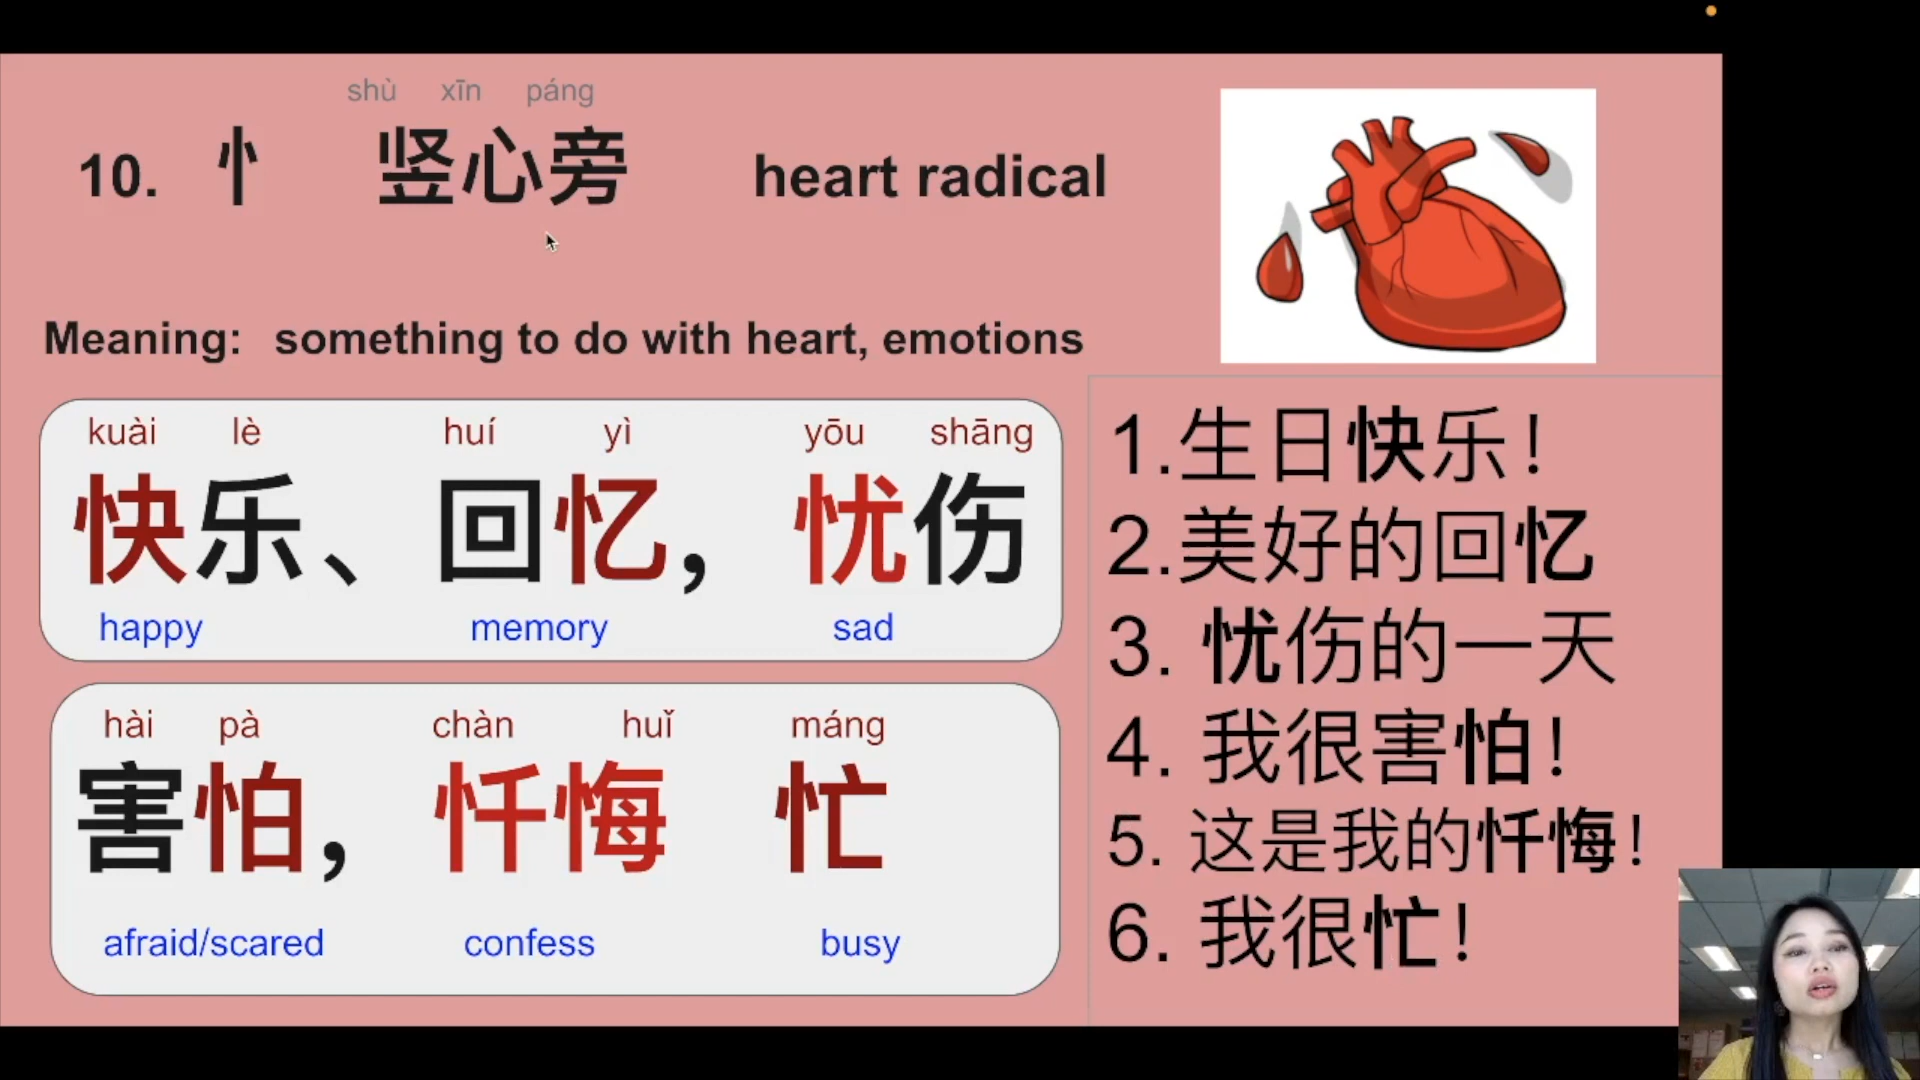 shù xīn páng
10. 忄 竖心旁 heart radical
Meaning: something to do with heart, emotions
kuài lè huí yì yōu shāng
快乐、回忆，忧伤
happy memory sad
hài pà chàn huǐ máng
害怕，忏悔 忙
afraid/scared confess busy
1.生日快乐！
2.美好的回忆
3. 忧伤的一天
4. 我很害怕！
5. 这是我的忏悔！
6. 我很忙！